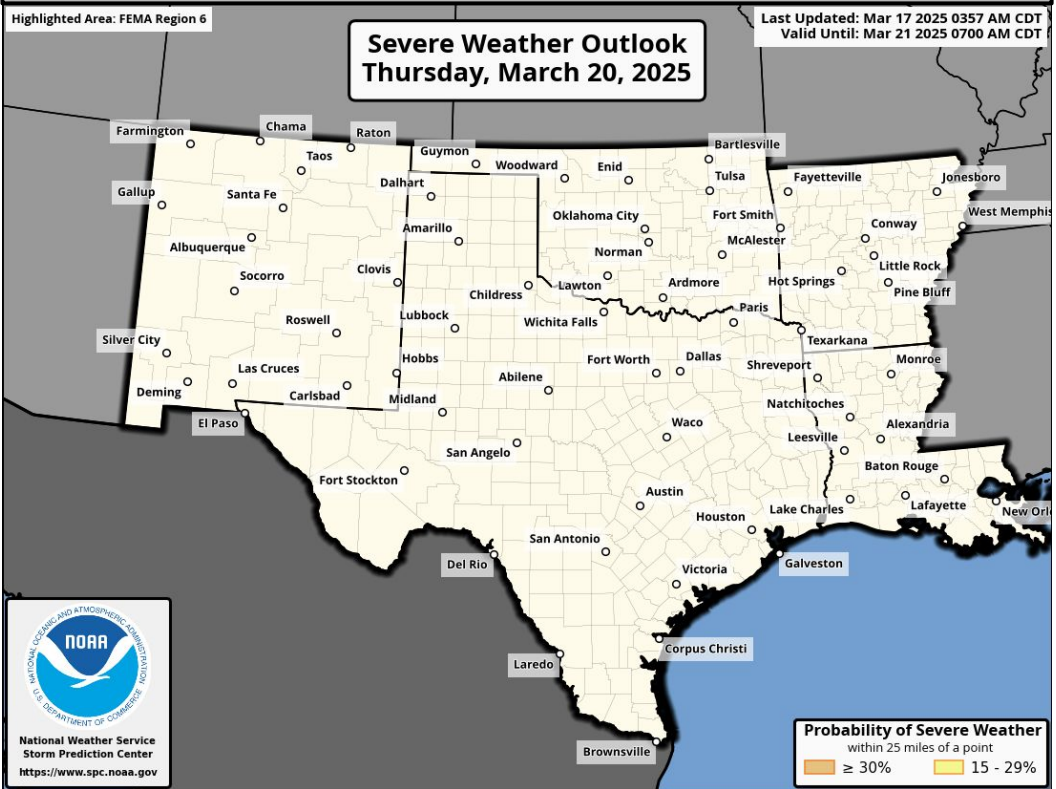 Highlighted Area: FEMA Region 6
Severe Weather Outlook
Thursday, March 20, 2025
Last Updated: Mar 17 2025 0357 AM CDT
Valid Until: Mar 21 2025 0700 AM CDT
Farmington
Chama
Raton
Taos
Guymon
Woodward
Enid
Bartlesville
Tulsa
Fayetteville
Jonesboro
Gallup
Santa Fe
Dalhart
Oklahoma City
Fort Smith
West Memphis
Albuquerque
Amarillo
Norman
McAlester
Conway
Little Rock
Socorro
Clovis
Childress
Lawton
Ardmore
Hot Springs
Pine Bluff
Roswell
Lubbock
Wichita Falls
Paris
Texarkana
Silver City
Las Cruces
Hobbs
Fort Worth
Dallas
Shreveport
Monroe
Deming
Carlsbad
Midland
Abilene
Natchitoches
El Paso
Waco
Leesville
Alexandria
San Angelo
Fort Stockton
Baton Rouge
Austin
Houston
Lake Charles
Lafayette
New Orl
San Antonio
Del Rio
Victoria
Galveston
Laredo
Corpus Christi
Brownsville
NATIONAL OCEANIC AND ATMOSPHERIC ADMINISTRATION
NOAA
U.S. DEPARTMENT OF COMMERCE
National Weather Service
Storm Prediction Center
https://www.spc.noaa.gov
Probability of Severe Weather
within 25 miles of a point
≥ 30%
15 - 29%